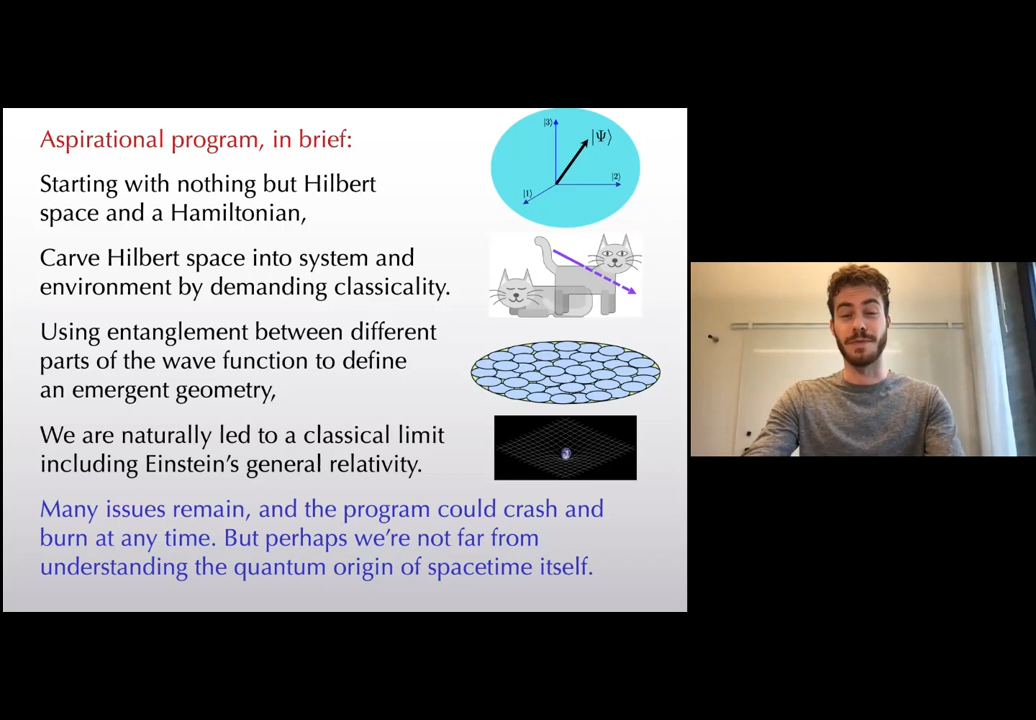 Aspirational program, in brief:
Starting with nothing but Hilbert
space and a Hamiltonian,
Carve Hilbert space into system and
environment by demanding classicality.
Using entanglement between different
parts of the wave function to define
an emergent geometry,
We are naturally led to a classical limit
including Einstein's general relativity.
Many issues remain, and the program could crash and
burn at any time. But perhaps we're not far from
understanding the quantum origin of spacetime itself.
|3⟩
|Ψ⟩
|2⟩
|1⟩